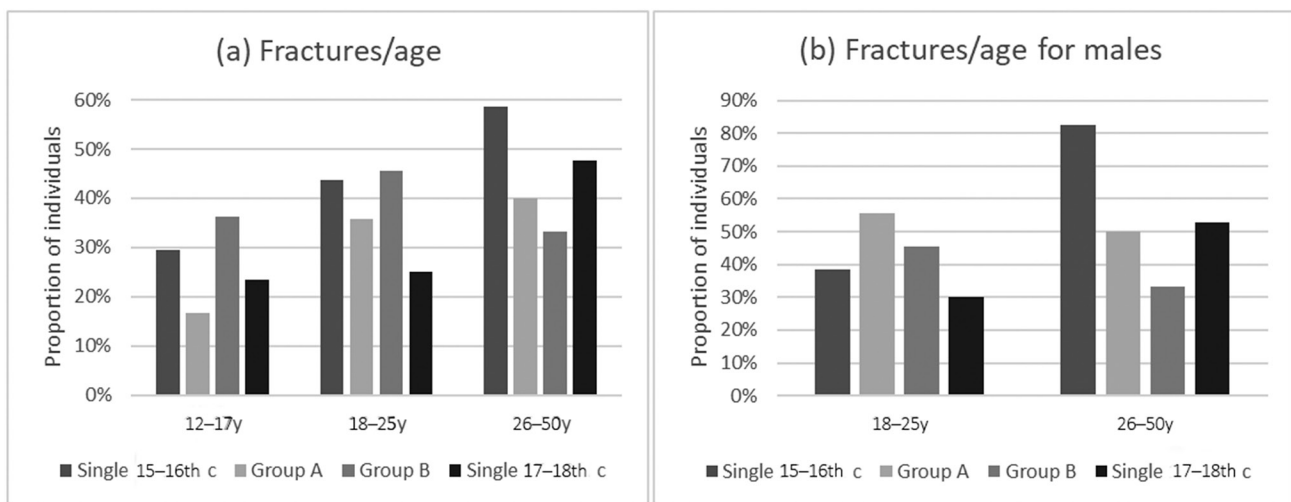 (a) Fractures/age
Proportion of individuals
60%
50%
40%
30%
20%
10%
0%
12–17y 18–25y 26–50y
Single 15–16th c Group A Group B Single 17–18th c
(b) Fractures/age for males
Proportion of individuals
90%
80%
70%
60%
50%
40%
30%
20%
10%
0%
18–25y 26–50y
Single 15–16th c Group A Group B Single 17–18th c